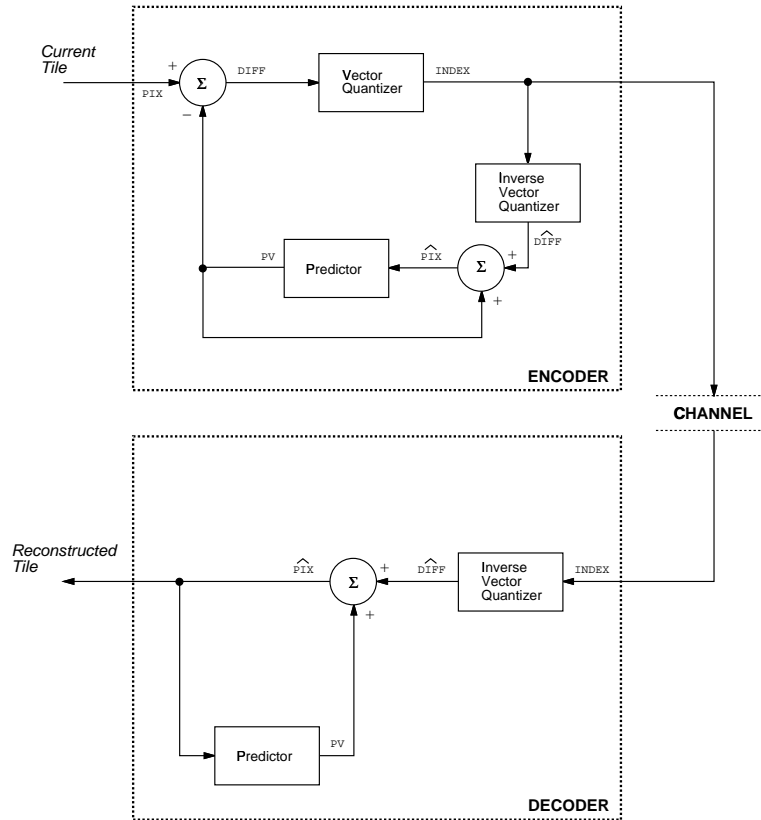 Current
Tile
+
PIX
−
Σ
DIFF
Vector
Quantizer
INDEX
Inverse
Vector
Quantizer
^
DIFF
+
Σ
+
^
PIX
Predictor
PV
ENCODER
CHANNEL
Reconstructed
Tile
^
PIX
Σ
+
+
^
DIFF
Inverse
Vector
Quantizer
INDEX
Predictor
PV
DECODER